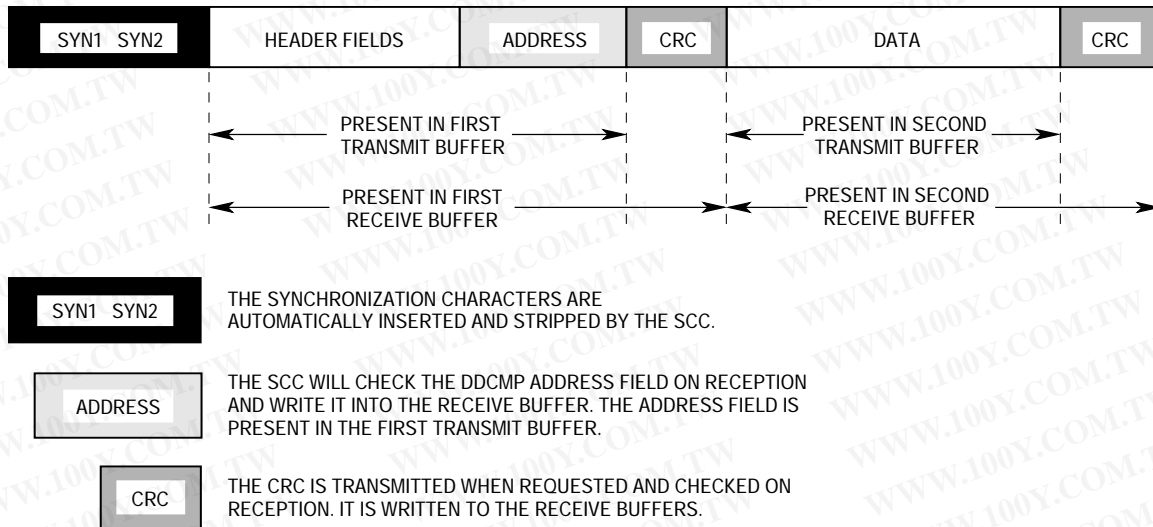 SYN1 SYN2 HEADER FIELDS ADDRESS CRC DATA CRC
PRESENT IN FIRST
TRANSMIT BUFFER
PRESENT IN SECOND
TRANSMIT BUFFER
PRESENT IN FIRST
RECEIVE BUFFER
PRESENT IN SECOND
RECEIVE BUFFER
SYN1 SYN2
THE SYNCHRONIZATION CHARACTERS ARE
AUTOMATICALLY INSERTED AND STRIPPED BY THE SCC.
ADDRESS
THE SCC WILL CHECK THE DDCMP ADDRESS FIELD ON RECEPTION
AND WRITE IT INTO THE RECEIVE BUFFER. THE ADDRESS FIELD IS
PRESENT IN THE FIRST TRANSMIT BUFFER.
CRC
THE CRC IS TRANSMITTED WHEN REQUESTED AND CHECKED ON
RECEPTION. IT IS WRITTEN TO THE RECEIVE BUFFERS.
WWW.100Y.COM.TW